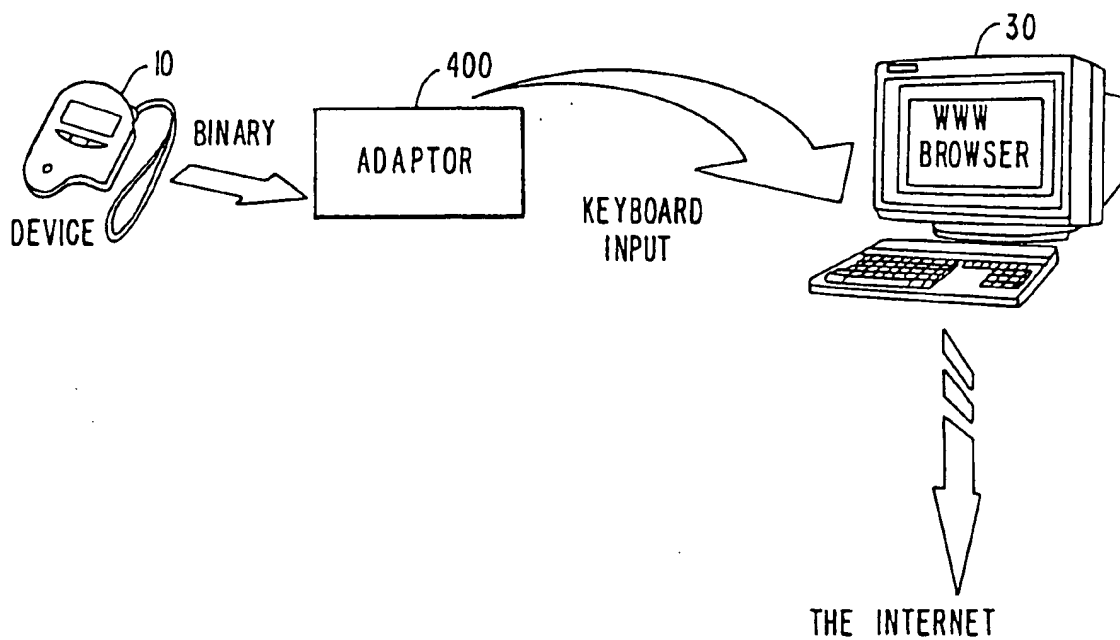 10
400
30
BINARY
ADAPTOR
WWW
BROWSER
DEVICE
KEYBOARD
INPUT
THE INTERNET